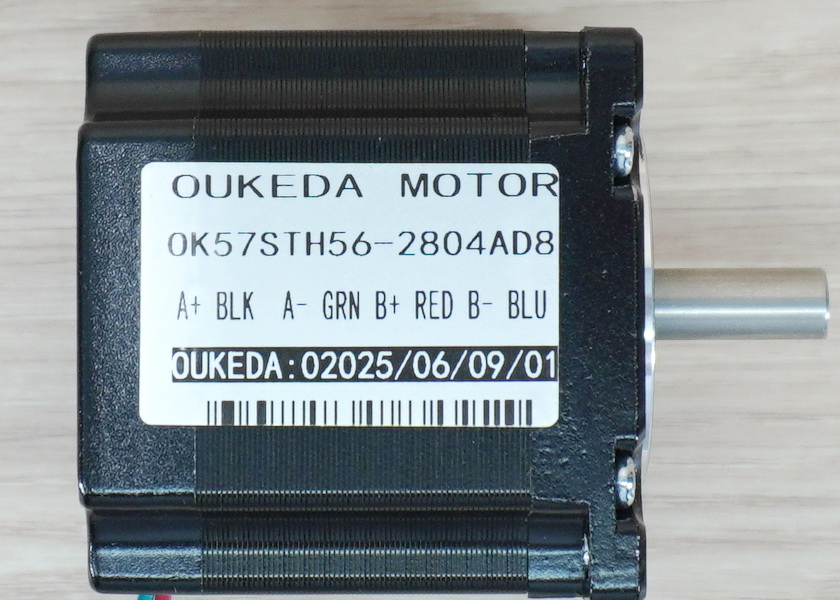 OUKEDA MOTOR
OK57STH56-2804AD8
A+ BLK A- GRN B+ RED B- BLU
OUKEDA:02025/06/09/01